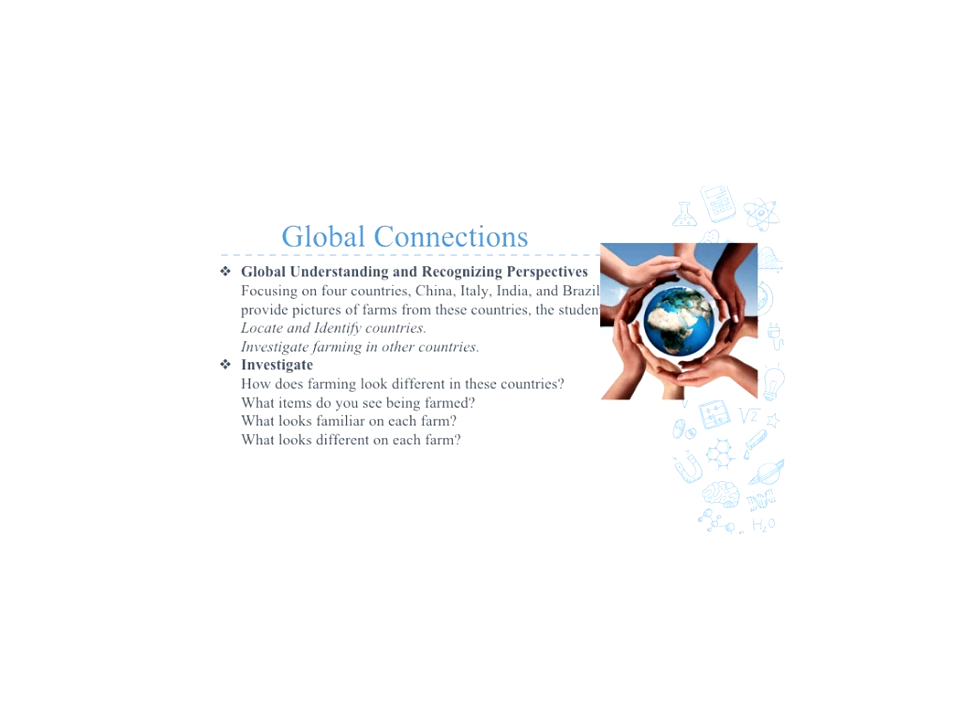 Global Connections
❖ Global Understanding and Recognizing Perspectives
Focusing on four countries, China, Italy, India, and Brazil
provide pictures of farms from these countries, the
Locate and Identify countries.
Investigate farming in other countries.
❖ Investigate
How does farming look different in these countries?
What items do you see being farmed?
What looks familiar on each farm?
What looks different on each farm?
√2
H₂O